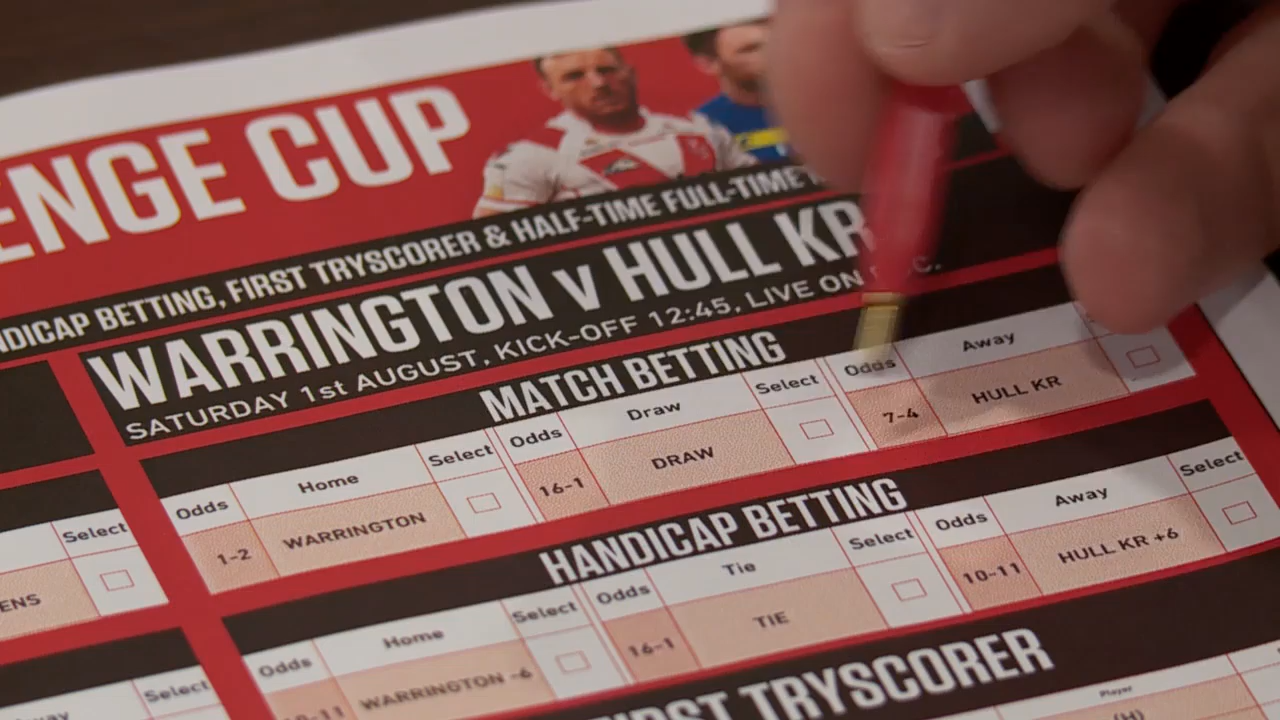 ENGE CUP
NDICAP BETTING, FIRST TRYSCORER & HALF-TIME FULL-TIME
WARRINGTON v HULL KR
SATURDAY 1st AUGUST, KICK-OFF 12:45, LIVE ON
MATCH BETTING
Odds Home Select Odds Draw Select Odds Away
1-2 WARRINGTON 16-1 DRAW 7-4 HULL KR
HANDICAP BETTING
Odds Home Select Odds Tie Select Odds Away Select
10-11 WARRINGTON -6 16-1 TIE 10-11 HULL KR +6
FIRST TRYSCORER
Player
(H)
Select
ENS
Select